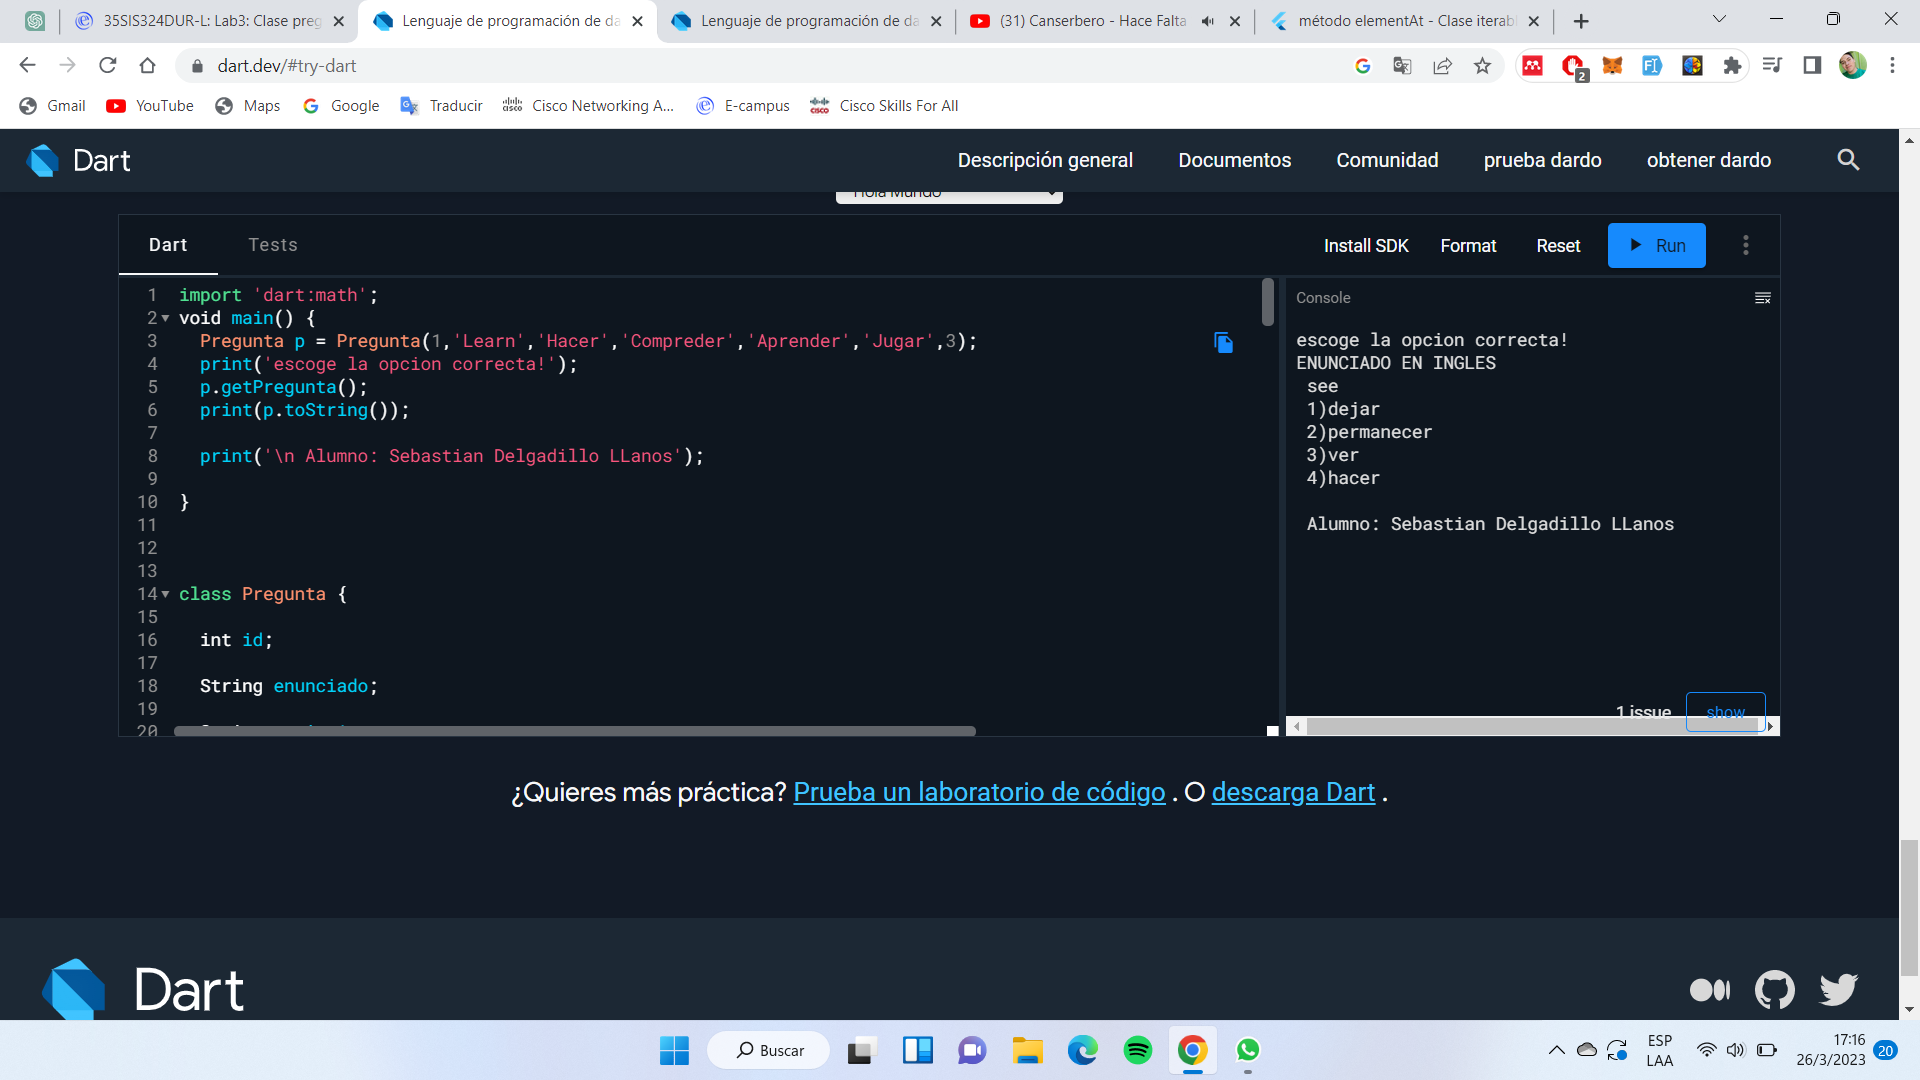 35SIS324DUR-L: Lab3: Clase preg
Lenguaje de programación de da
Lenguaje de programación de da
(31) Canserbero - Hace Falta
método elementAt - Clase iterabl
dart.dev/#try-dart
2
Gmail
YouTube
Maps
Google
Traducir
Cisco Networking A...
E-campus
Cisco Skills For All
Dart
Descripción general
Documentos
Comunidad
prueba dardo
obtener dardo
Hola Mundo
Dart
Tests
Install SDK
Format
Reset
Run
1 import 'dart:math';
2 void main() {
3 Pregunta p = Pregunta(1,'Learn','Hacer','Compreder','Aprender','Jugar',3);
4 print('escoge la opcion correcta!');
5 p.getPregunta();
6 print(p.toString());
7
8 print('\n Alumno: Sebastian Delgadillo LLanos');
9
10 }
11
12
13
14 class Pregunta {
15
16 int id;
17
18 String enunciado;
19
20
Console
escoge la opcion correcta!
ENUNCIADO EN INGLES
see
1)dejar
2)permanecer
3)ver
4)hacer
Alumno: Sebastian Delgadillo LLanos
1 issue
show
¿Quieres más práctica? Prueba un laboratorio de código . O descarga Dart .
Dart
Buscar
ESP
LAA
17:16
26/3/2023
20